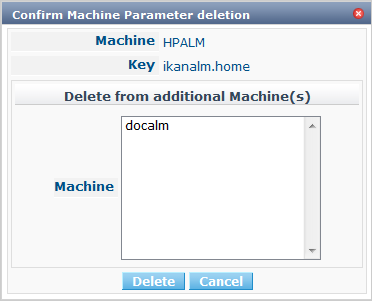 Confirm Machine Parameter deletion
Machine HPALM
Key ikanalm.home
Delete from additional Machine(s)
docalm
Machine
Delete Cancel